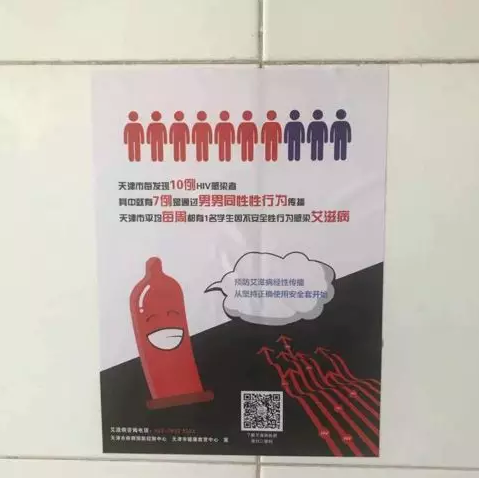 天津市每发现10例HIV感染者
其中就有7例是通过男男同性性行为传播
天津市平均每周都有1名学生因不安全性行为感染艾滋病
预防艾滋病经性传播
从坚持正确使用安全套开始
艾滋病咨询电话:
天津市疾病预防控制中心 天津市健康教育中心 宣